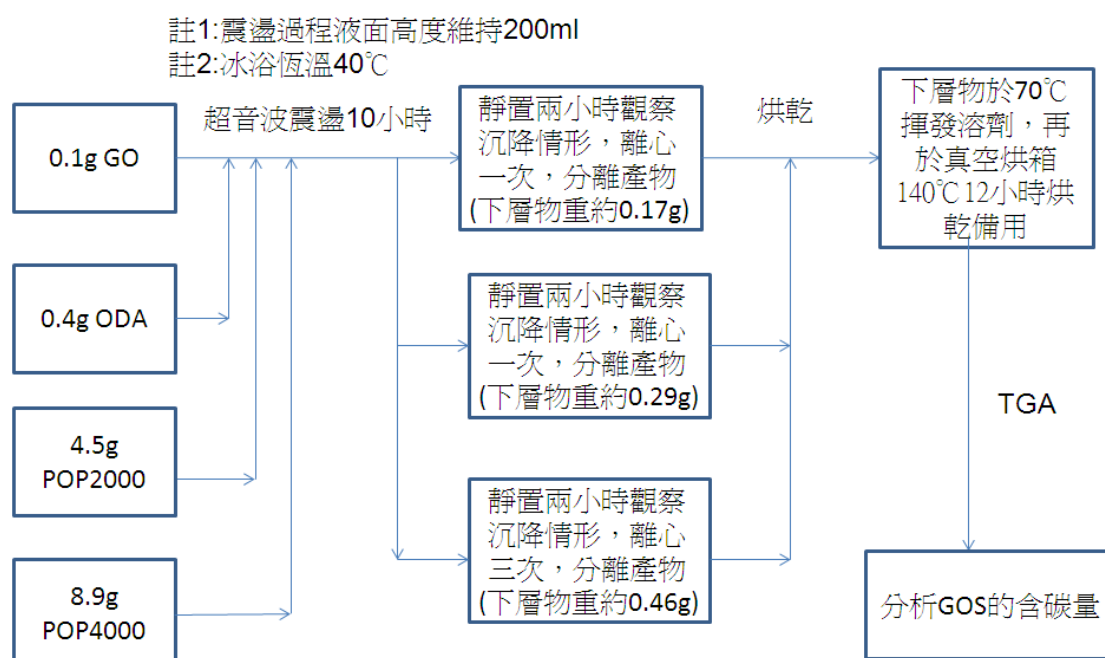 註1:震盪過程液面高度維持200ml
註2:冰浴恆溫40℃
超音波震盪10小時
0.1g GO
0.4g ODA
4.5g
POP2000
8.9g
POP4000
靜置兩小時觀察
沉降情形，離心
一次，分離產物
(下層物重約0.17g)
靜置兩小時觀察
沉降情形，離心
一次，分離產物
(下層物重約0.29g)
靜置兩小時觀察
沉降情形，離心
三次，分離產物
(下層物重約0.46g)
烘乾
下層物於70℃
揮發溶劑，再
於真空烘箱
140℃ 12小時烘
乾備用
TGA
分析GOS的含碳量